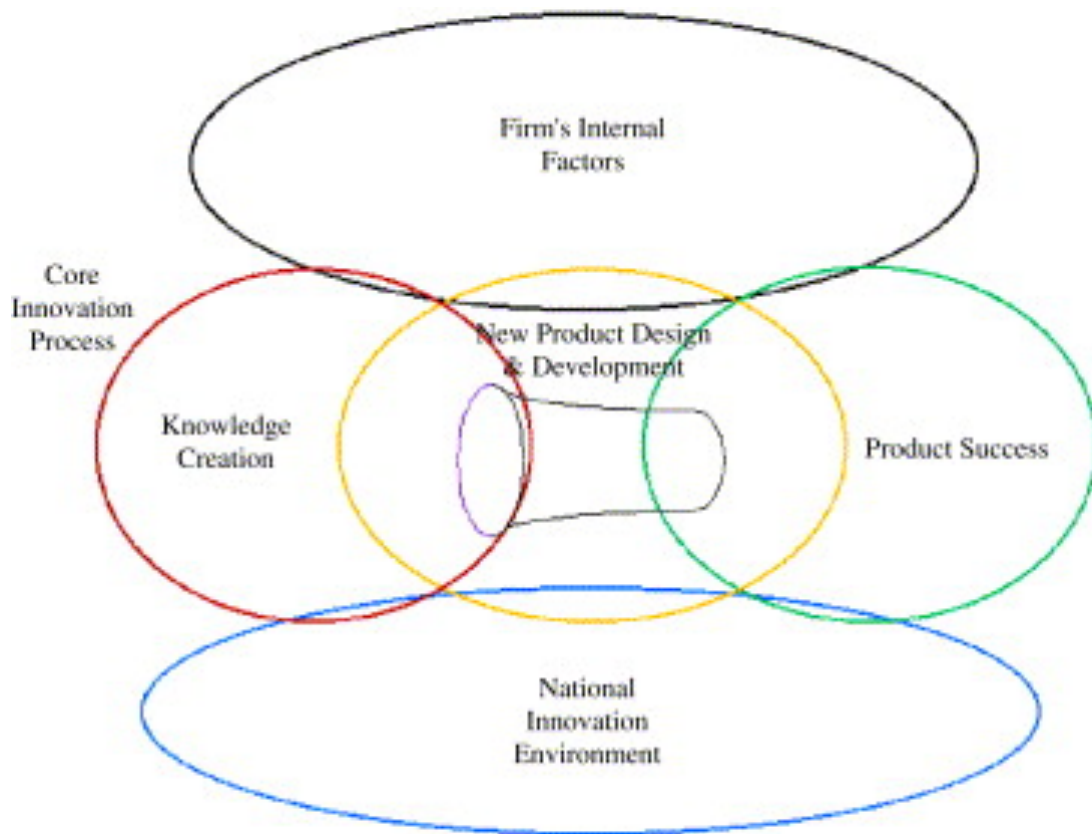 Firm's Internal
Factors
Core
Innovation
Process
New Product Design
& Development
Knowledge
Creation
Product Success
National
Innovation
Environment